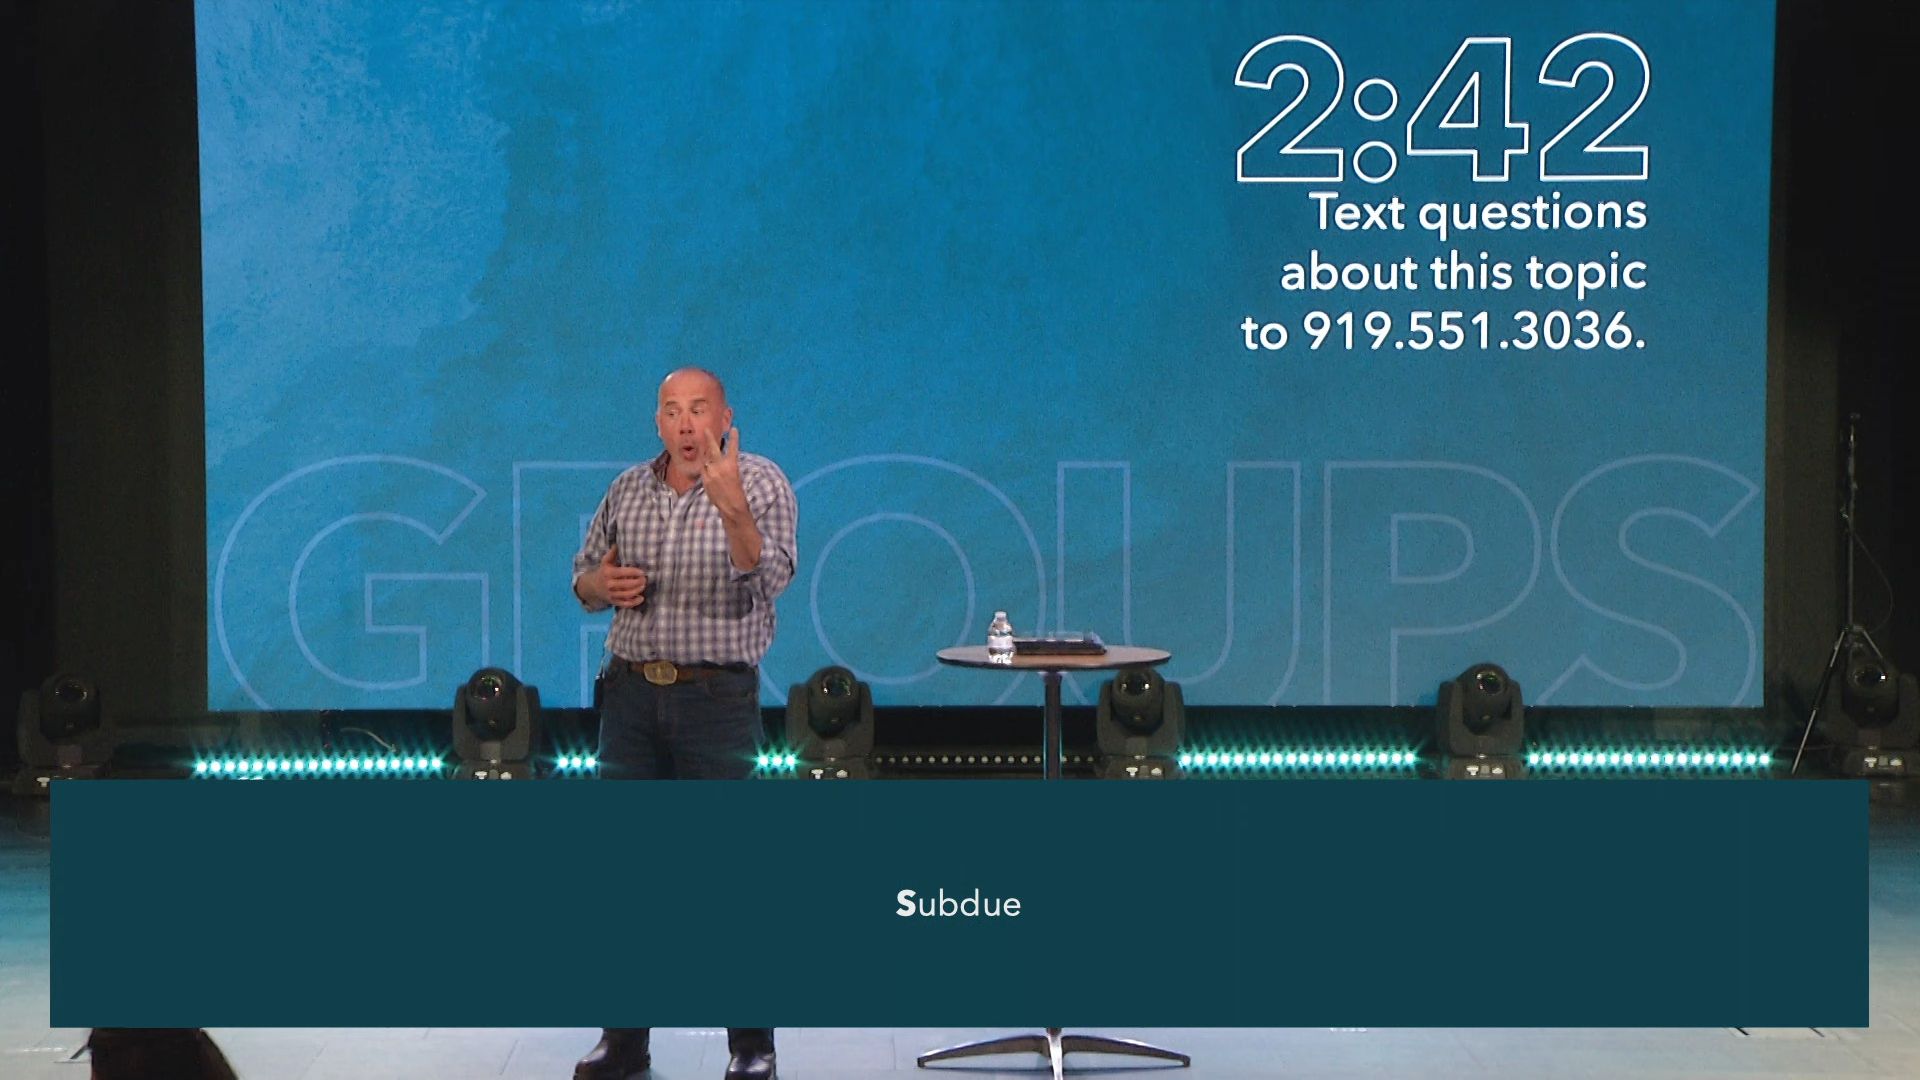 2:42
Text questions
about this topic
to 919.551.3036.
GROUPS
Subdue